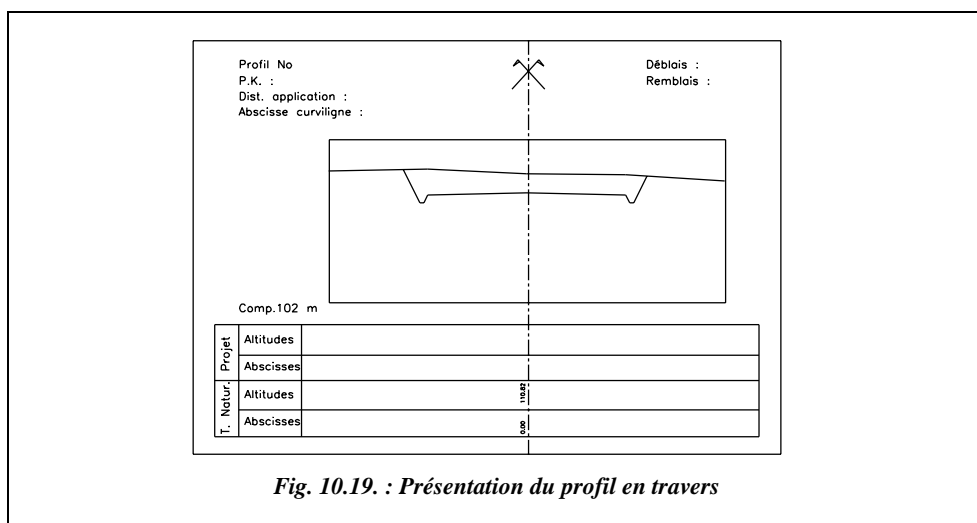 Profil No
P.K. :
Dist. application :
Abscisse curviligne :
Déblais :
Remblais :
Comp.102 m
Projet
Altitudes
Abscisses
T. Natur.
Altitudes
110.82
Abscisses
0.00
Fig. 10.19. : Présentation du profil en travers